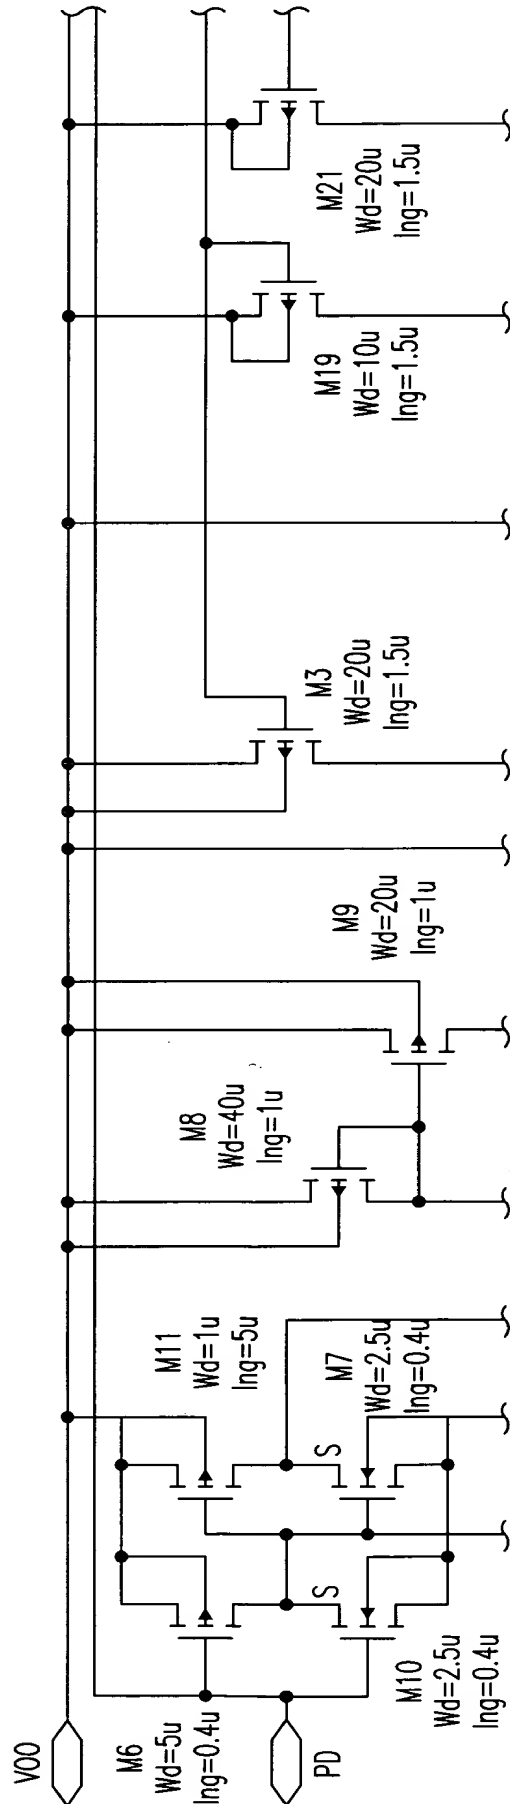 VOO
PD
M6
Wd=5u
lng=0.4u
M10
Wd=2.5u
lng=0.4u
S
S
M11
Wd=1u
lng=5u
M7
Wd=2.5u
lng=0.4u
M8
Wd=40u
lng=1u
M9
Wd=20u
lng=1u
M3
Wd=20u
lng=1.5u
M19
Wd=10u
lng=1.5u
M21
Wd=20u
lng=1.5u